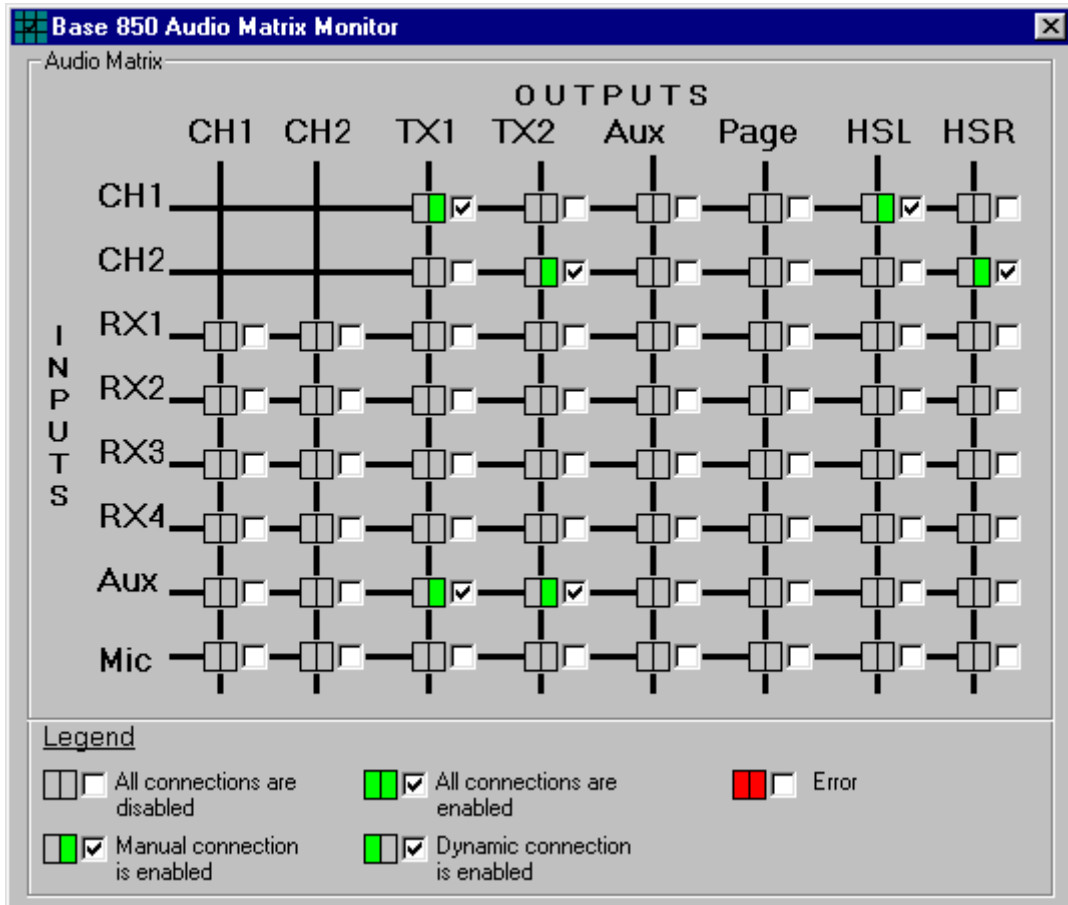 Base 850 Audio Matrix Monitor
Audio Matrix
OUTPUTS
CH1 CH2 TX1 TX2 Aux Page HSL HSR
INPUTS
CH1
CH2
RX1
RX2
RX3
RX4
Aux
Mic
Legend
All connections are
disabled
All connections are
enabled
Error
Manual connection
is enabled
Dynamic connection
is enabled